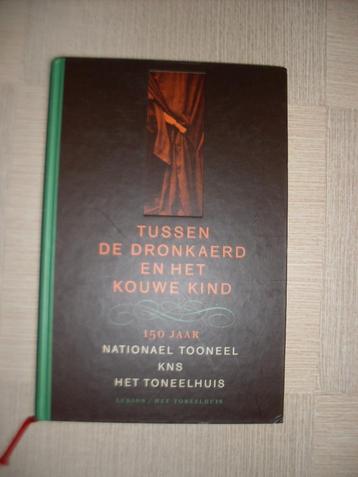 TUSSEN
DE DRONKAERD
EN HET
KOUWE KIND
150 JAAR
NATIONAEL TOONEEL
KNS
HET TONEELHUIS
LUDION / HET TONEELHUIS